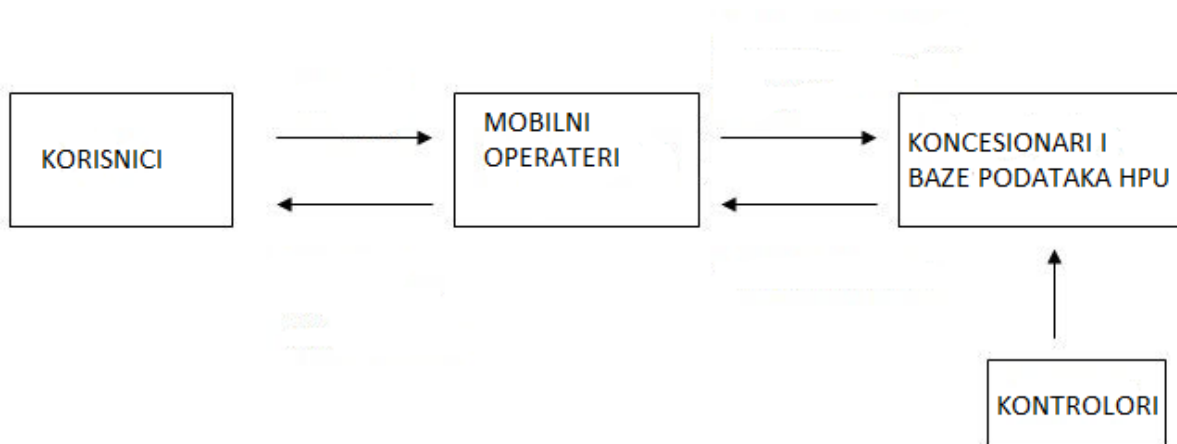 KORISNICI
MOBILNI
OPERATERI
KONCESIONARI I
BAZE PODATAKA HPU
KONTROLORI